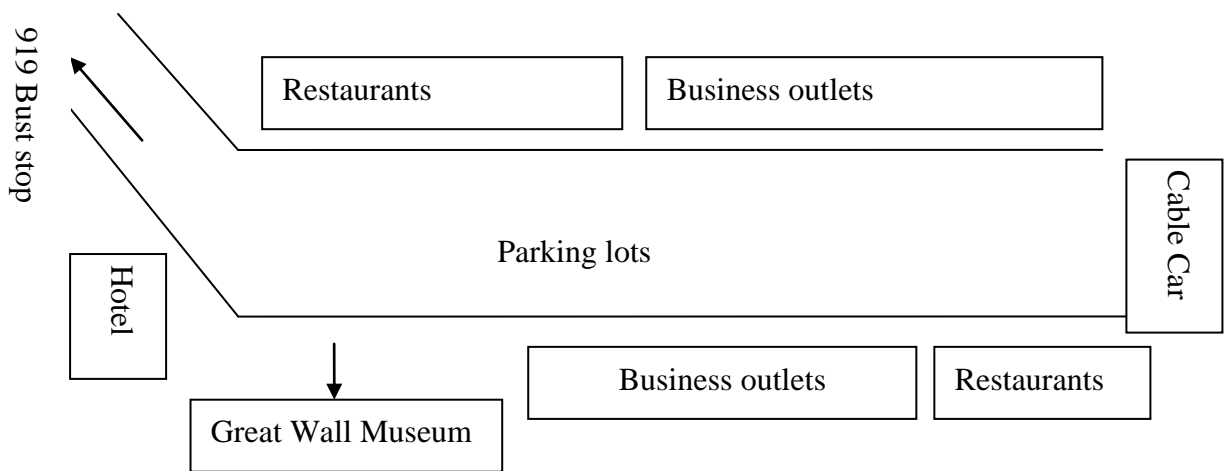 919 Bust stop
Restaurants
Business outlets
Cable Car
Parking lots
Hotel
Business outlets
Restaurants
Great Wall Museum